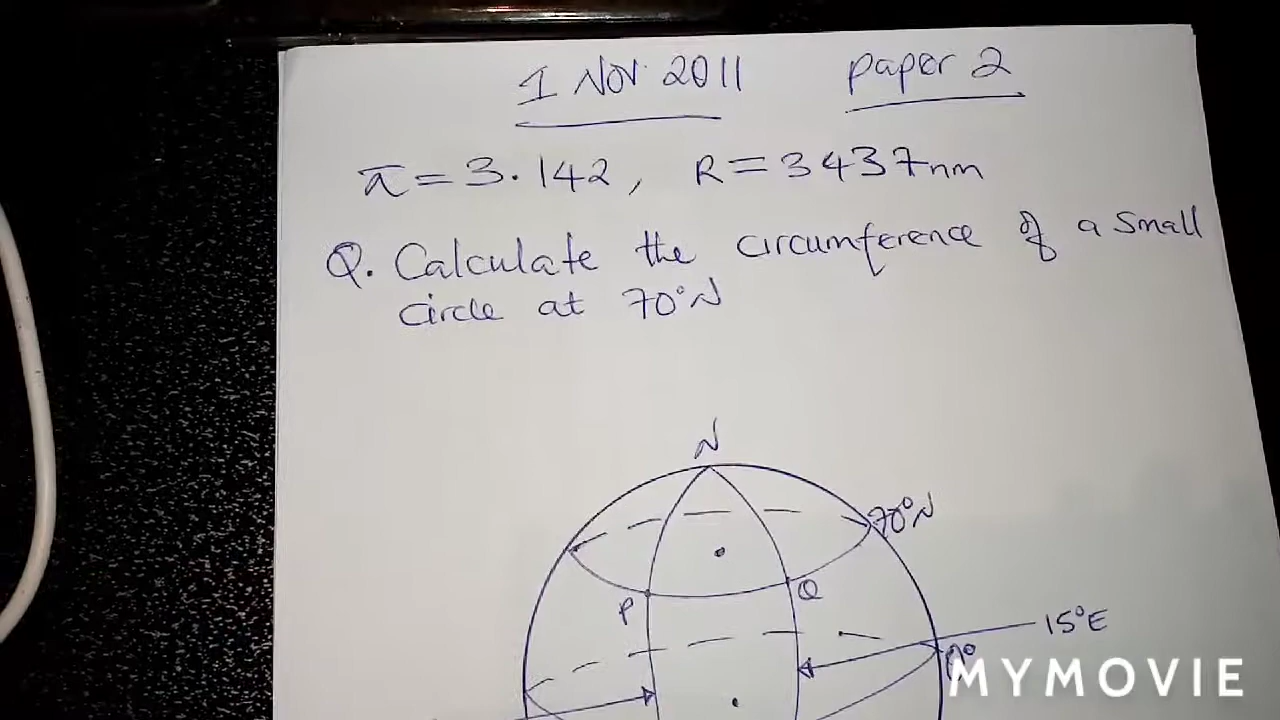 1 Nov. 2011 paper 2
π = 3.142, R = 3437nm
Q. Calculate the circumference of a small
circle at 70°N
N
70°N
P
Q
15°E
0°
MYMOVIE